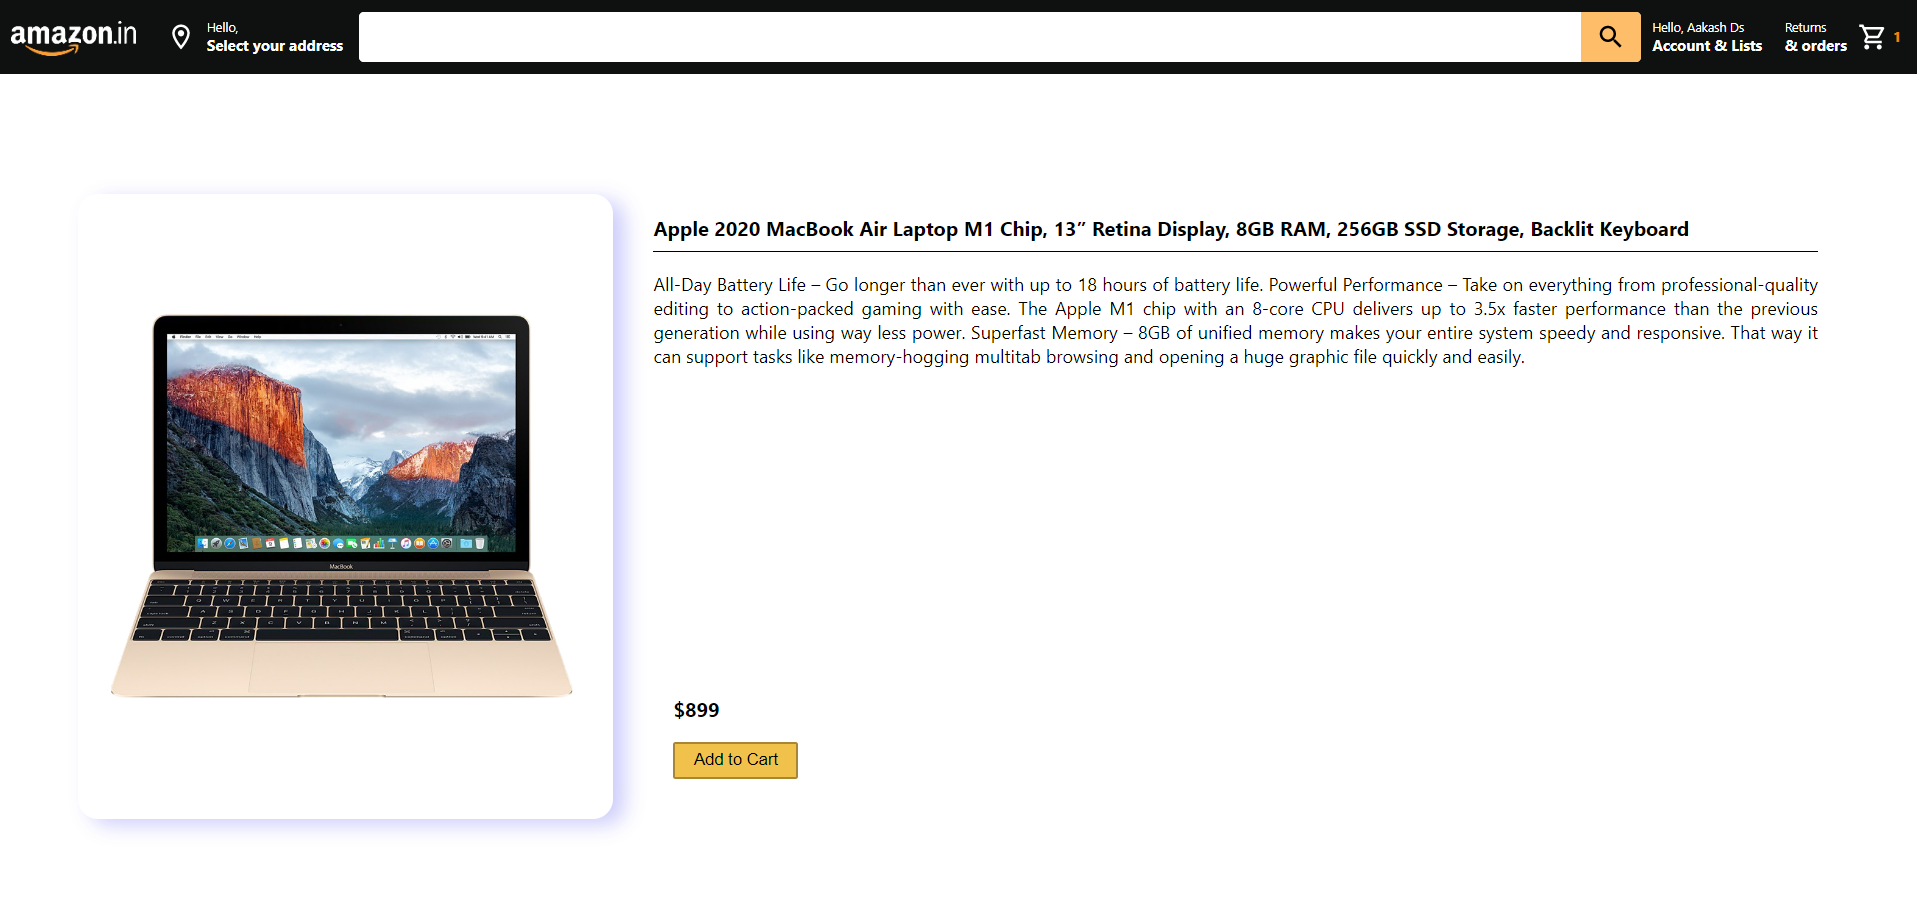 amazon.in
Hello,
Select your address
Hello, Aakash Ds
Account & Lists
Returns
& orders
1
Apple 2020 MacBook Air Laptop M1 Chip, 13” Retina Display, 8GB RAM, 256GB SSD Storage, Backlit Keyboard
All-Day Battery Life – Go longer than ever with up to 18 hours of battery life. Powerful Performance – Take on everything from professional-quality
editing to action-packed gaming with ease. The Apple M1 chip with an 8-core CPU delivers up to 3.5x faster performance than the previous
generation while using way less power. Superfast Memory – 8GB of unified memory makes your entire system speedy and responsive. That way it
can support tasks like memory-hogging multitab browsing and opening a huge graphic file quickly and easily.
MacBook
$899
Add to Cart